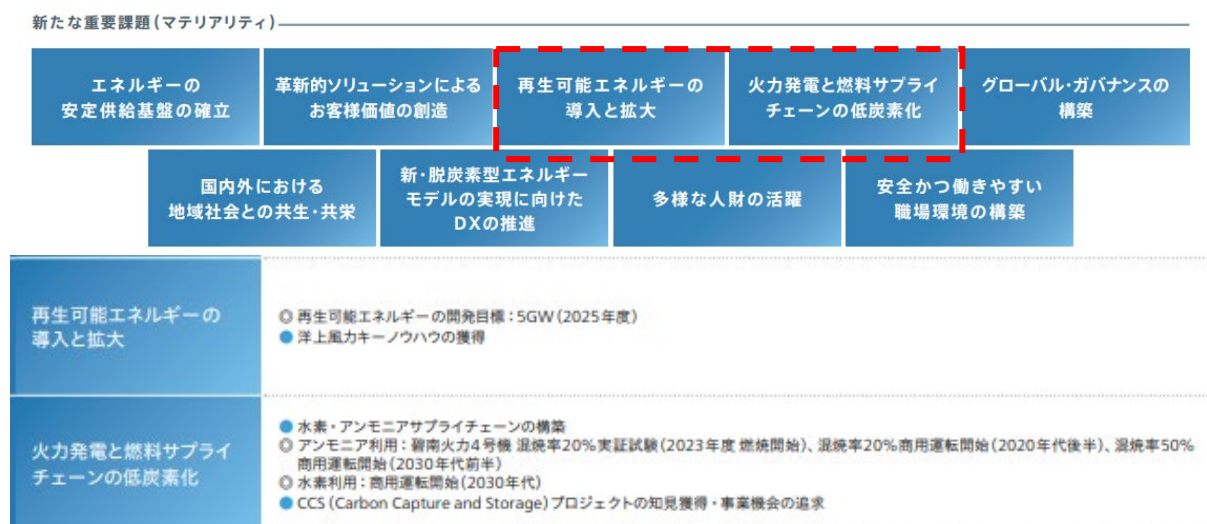 新たな重要課題(マテリアリティ)
エネルギーの
安定供給基盤の確立
革新的ソリューションによる
お客様価値の創造
再生可能エネルギーの
導入と拡大
火力発電と燃料サプライ
チェーンの低炭素化
グローバル・ガバナンスの
構築
国内外における
地域社会との共生・共栄
新・脱炭素型エネルギー
モデルの実現に向けた
DXの推進
多様な人財の活躍
安全かつ働きやすい
職場環境の構築
再生可能エネルギーの
導入と拡大
◎ 再生可能エネルギーの開発目標：5GW(2025年度)
● 洋上風力キーノウハウの獲得
火力発電と燃料サプライ
チェーンの低炭素化
● 水素・アンモニアサプライチェーンの構築
◎ アンモニア利用：碧南火力4号機 混焼率20%実証試験(2023年度 燃焼開始)、混焼率20%商用運転開始(2020年代後半)、混焼率50%
商用運転開始(2030年代前半)
◎ 水素利用：商用運転開始(2030年代)
● CCS(Carbon Capture and Storage)プロジェクトの知見獲得・事業機会の追求